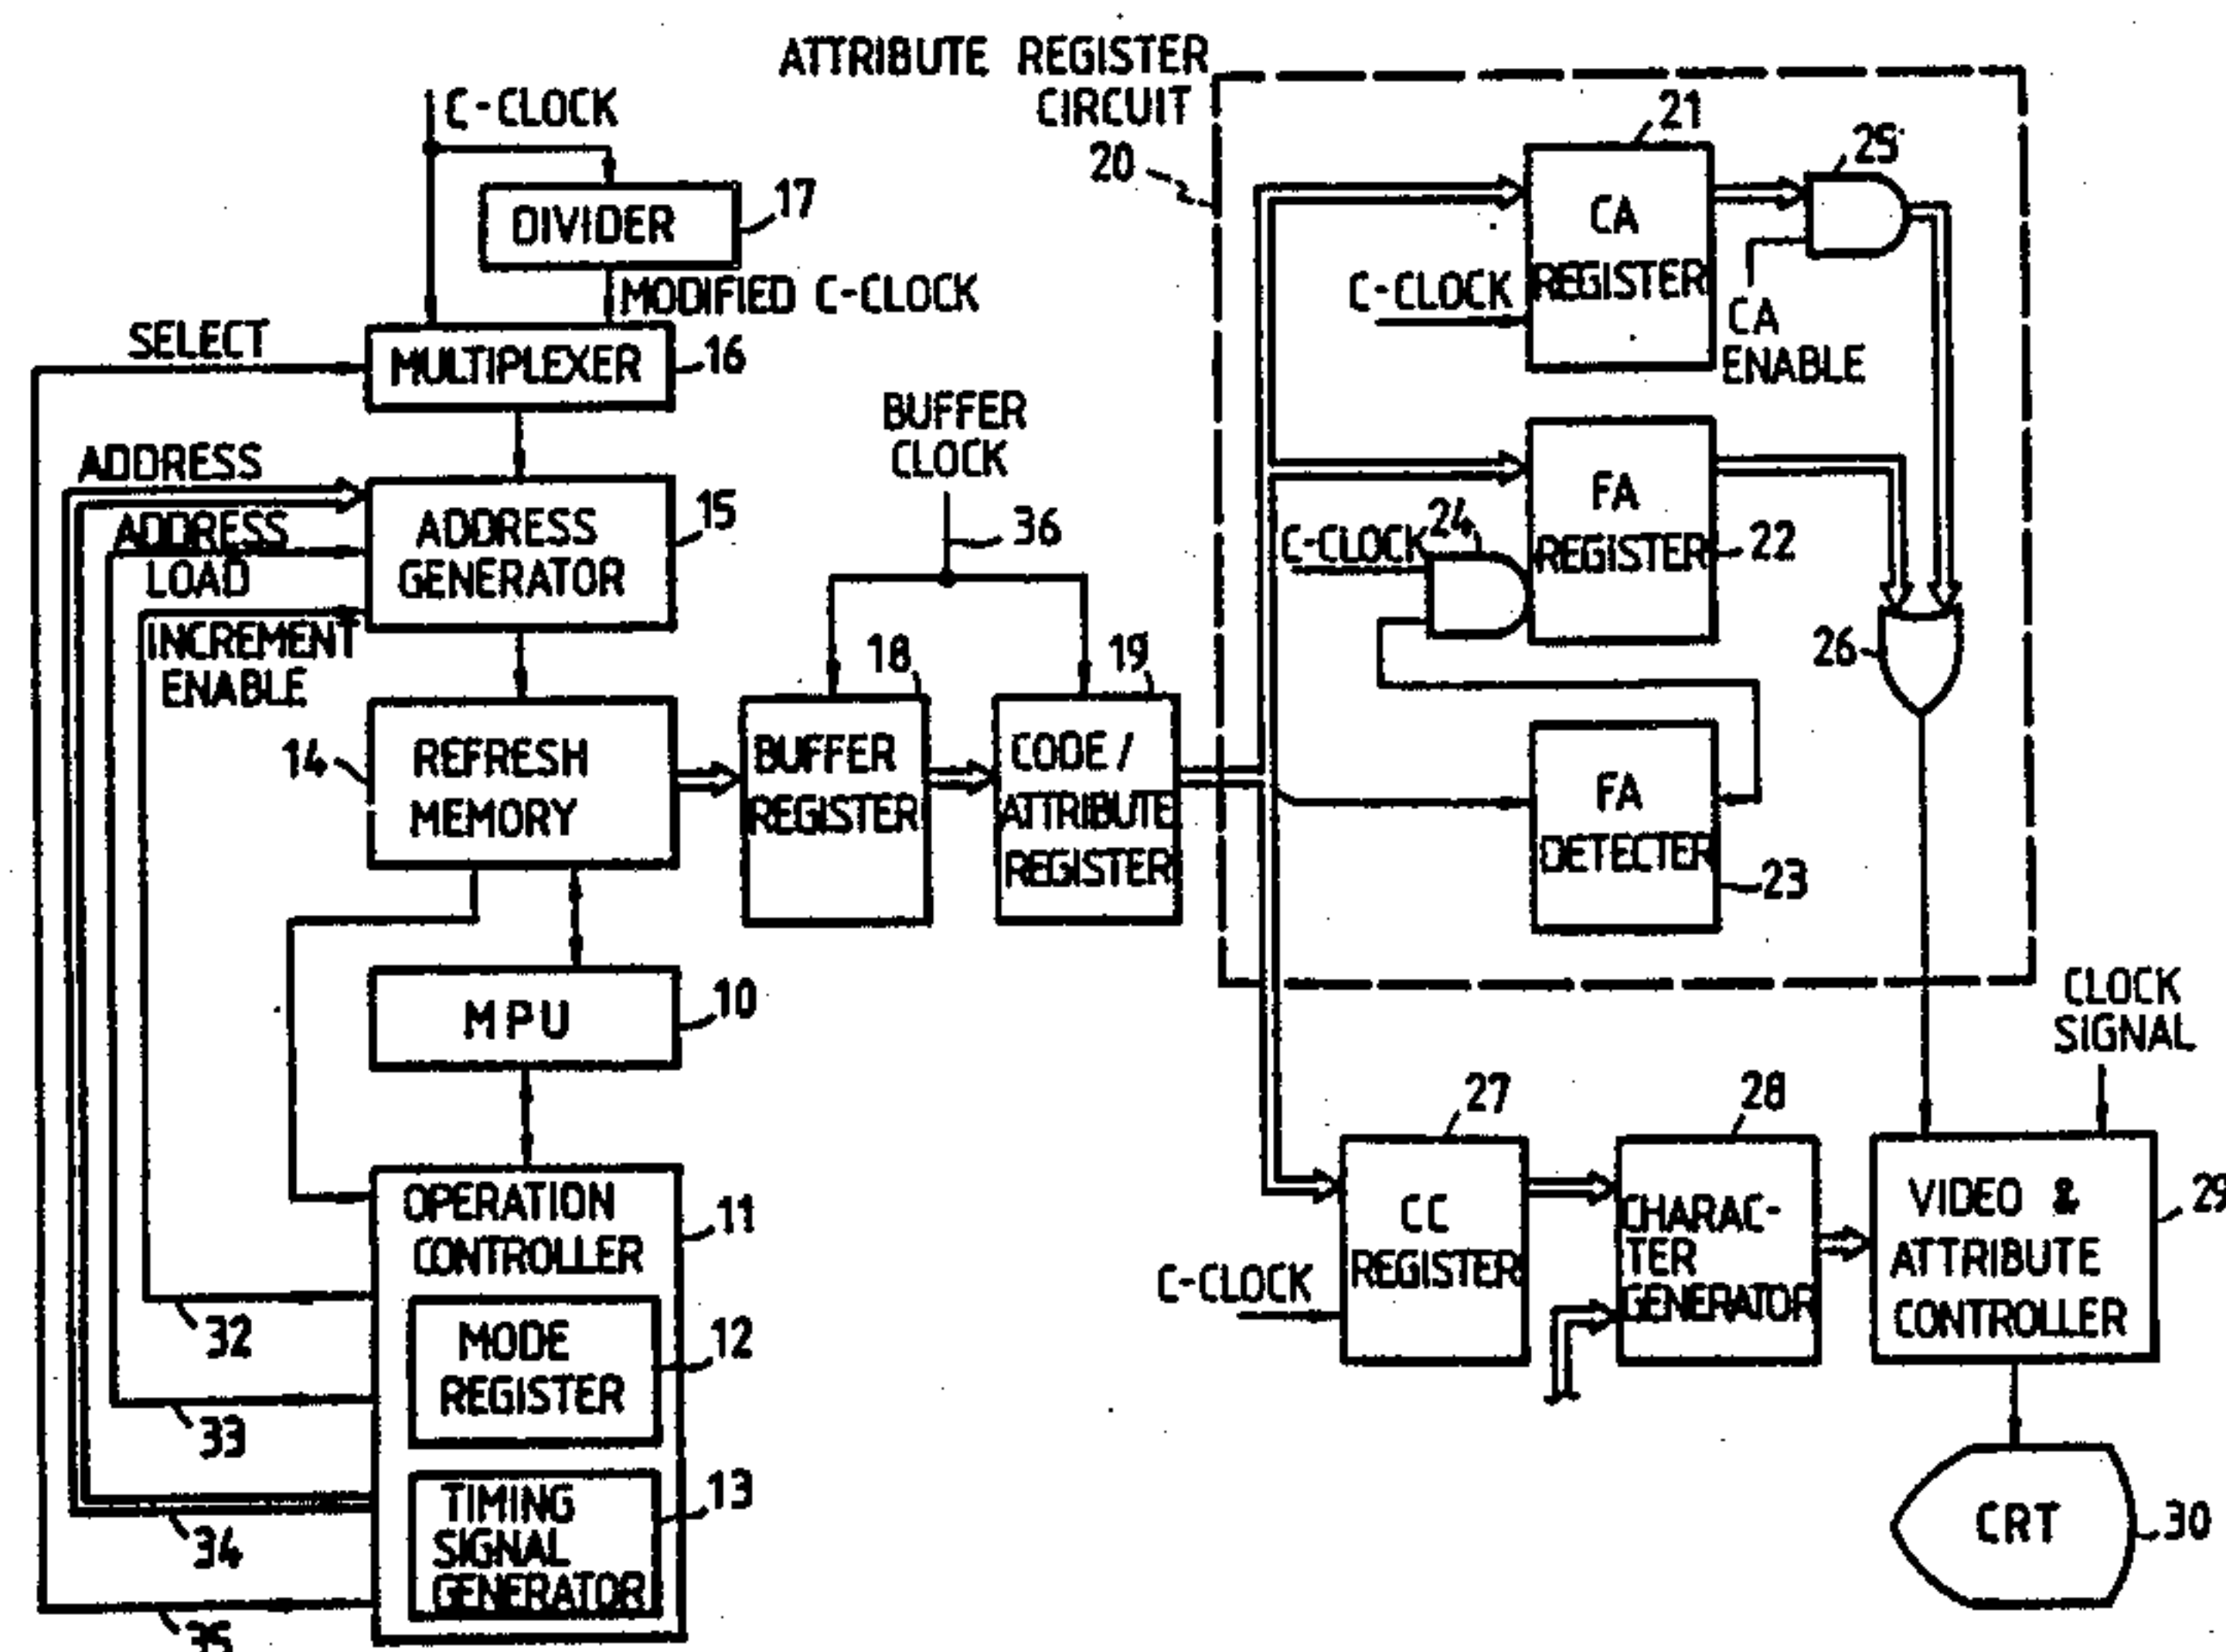 ATTRIBUTE REGISTER
CIRCUIT
20
C-CLOCK
DIVIDER
17
MODIFIED C-CLOCK
SELECT
MULTIPLEXER
16
ADDRESS
ADDRESS
LOAD
INCREMENT
ENABLE
ADDRESS
GENERATOR
15
BUFFER
CLOCK
36
14
REFRESH
MEMORY
18
BUFFER
REGISTER
19
CODE/
ATTRIBUTE
REGISTER
MPU
10
OPERATION
CONTROLLER
11
MODE
REGISTER
12
TIMING
SIGNAL
GENERATOR
13
32
33
34
35
21
CA
REGISTER
C-CLOCK
25
CA
ENABLE
FA
REGISTER
22
C-CLOCK
24
26
FA
DETECTER
23
CLOCK
SIGNAL
27
CC
REGISTER
C-CLOCK
28
CHARAC-
TER
GENERATOR
VIDEO &
ATTRIBUTE
CONTROLLER
29
CRT
30